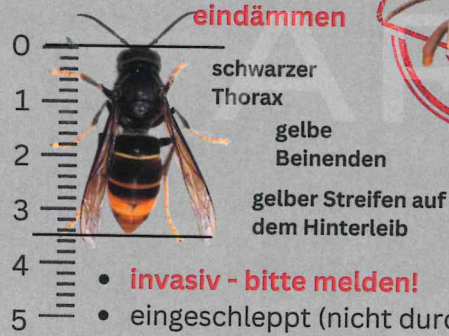 eindämmen
0
schwarzer
Thorax
1
gelbe
Beinenden
2
gelber Streifen auf
dem Hinterleib
3
4
• invasiv - bitte melden!
5
• eingeschleppt (nicht durc